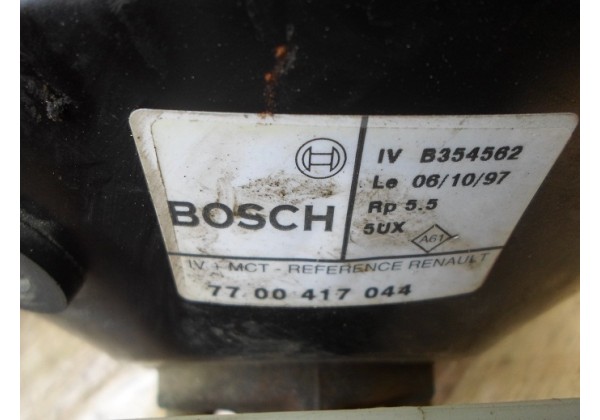 BOSCH
IV B354562
Le 06/10/97
Rp 5.5
5UX A61
IV + MCT - REFERENCE RENAULT
77 00 417 044